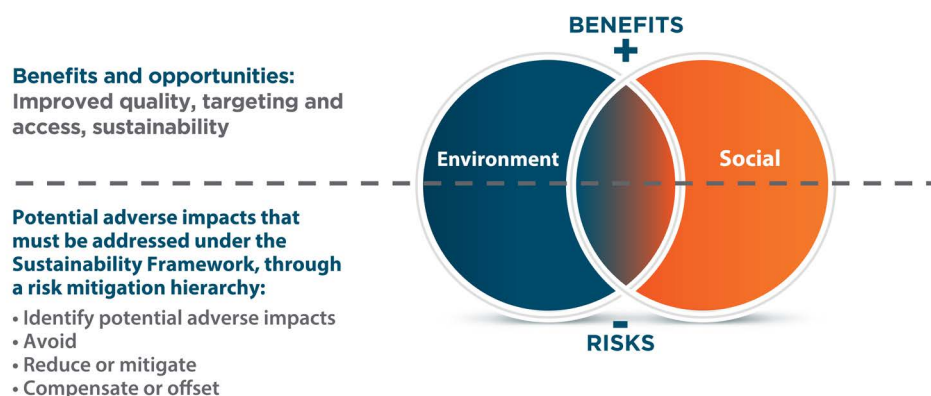 BENEFITS
+
Benefits and opportunities:
Improved quality, targeting and
access, sustainability
Environment
Social
Potential adverse impacts that
must be addressed under the
Sustainability Framework, through
a risk mitigation hierarchy:
• Identify potential adverse impacts
• Avoid
• Reduce or mitigate
• Compensate or offset
-
RISKS